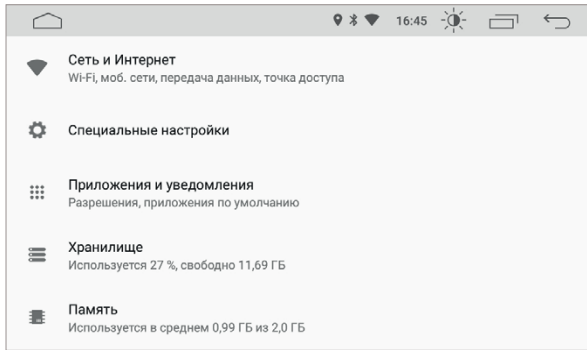 16:45
Сеть и Интернет
Wi-Fi, моб. сети, передача данных, точка доступа
Специальные настройки
Приложения и уведомления
Разрешения, приложения по умолчанию
Хранилище
Используется 27 %, свободно 11,69 ГБ
Память
Используется в среднем 0,99 ГБ из 2,0 ГБ